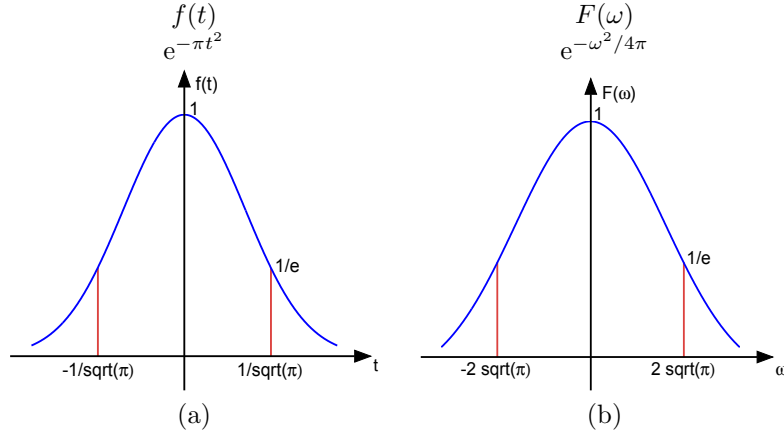 f(t)
e^{-πt^2}
f(t)
1
1/e
-1/sqrt(π)
1/sqrt(π)
t
(a)
F(ω)
e^{-ω^2/4π}
F(ω)
1
1/e
-2 sqrt(π)
2 sqrt(π)
ω
(b)